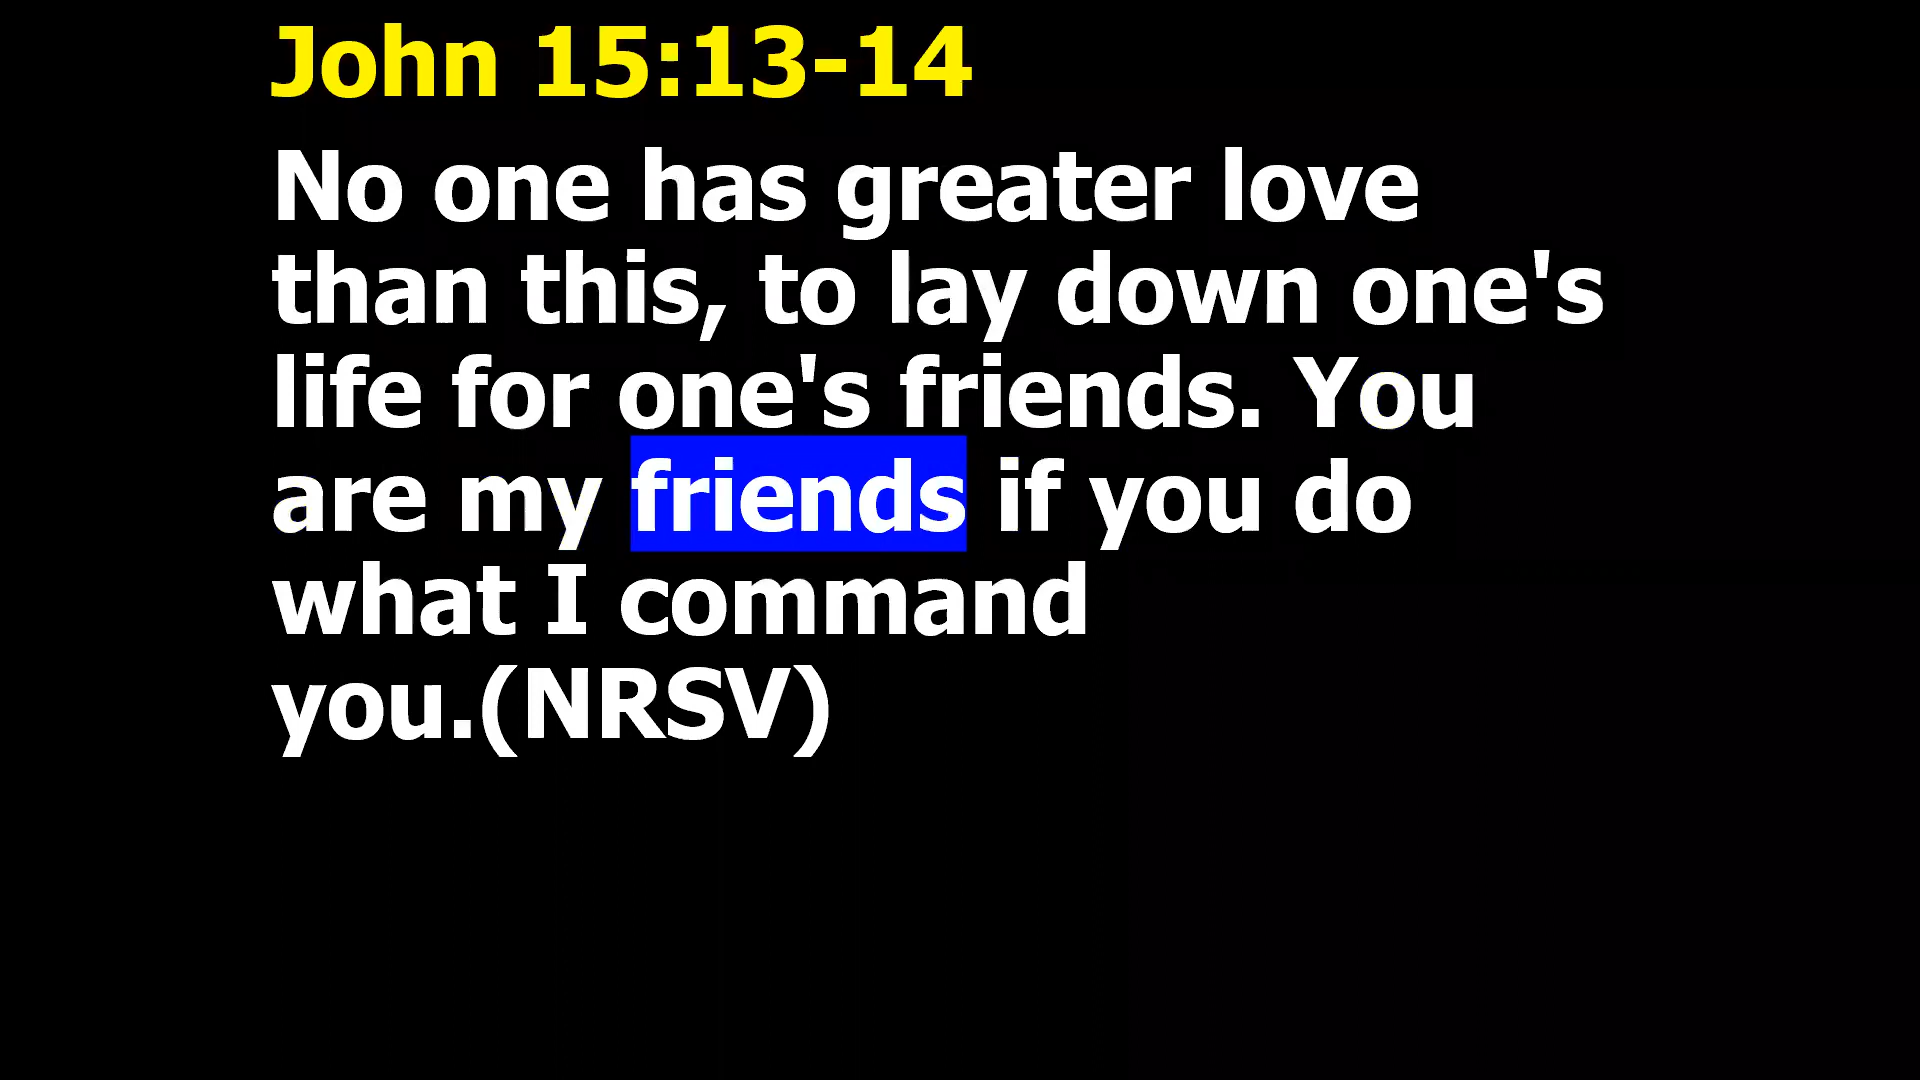 John 15:13-14
No one has greater love
than this, to lay down one's
life for one's friends. You
are my friends if you do
what I command
you.(NRSV)